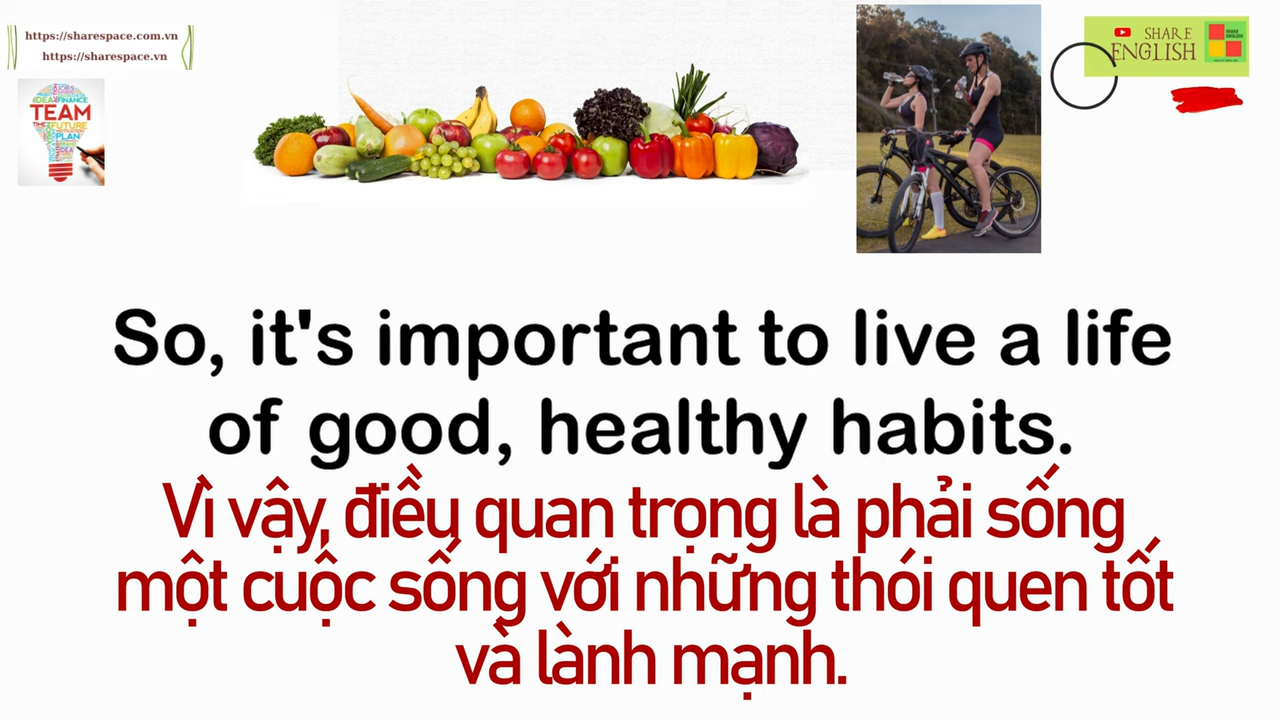 https://sharespace.com.vn
https://sharespace.vn
SHARE
ENGLISH
IDEA FINANCE
TEAM
FUTURE
PLAN
So, it's important to live a life
of good, healthy habits.
Vì vậy, điều quan trọng là phải sống
một cuộc sống với những thói quen tốt
và lành mạnh.